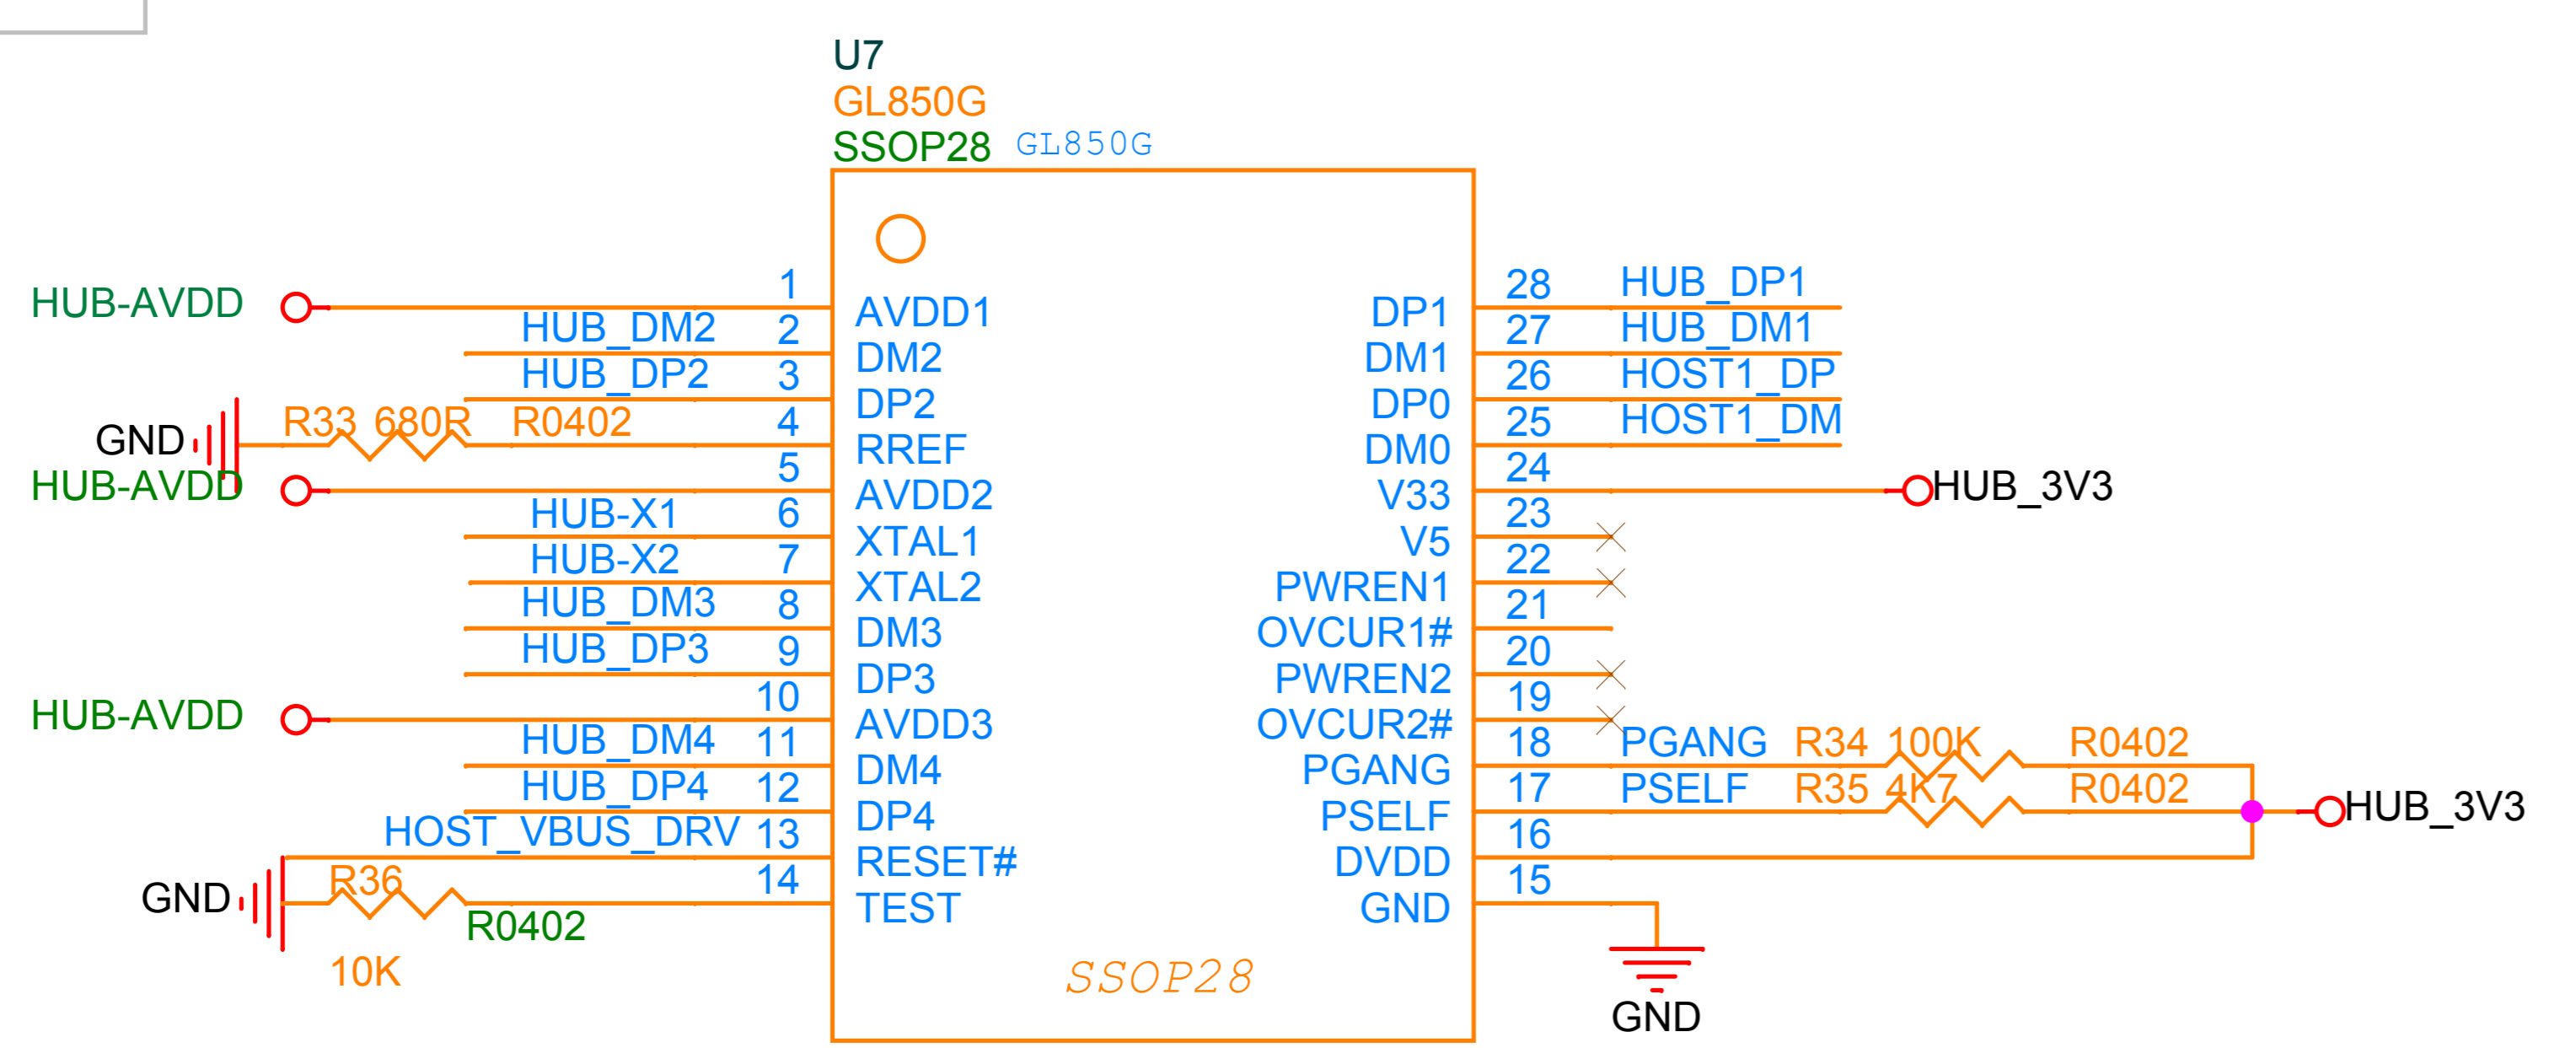 U7
GL850G
SSOP28 GL850G
HUB-AVDD 1 AVDD1 DP1 28 HUB_DP1
HUB_DM2 2 DM2 DM1 27 HUB_DM1
HUB_DP2 3 DP2 DP0 26 HOST1_DP
GND R33 680R R0402 4 RREF DM0 25 HOST1_DM
HUB-AVDD 5 AVDD2 V33 24 HUB_3V3
HUB-X1 6 XTAL1 V5 23
HUB-X2 7 XTAL2 PWREN1 22
HUB_DM3 8 DM3 OVCUR1# 21
HUB_DP3 9 DP3 PWREN2 20
HUB-AVDD 10 AVDD3 OVCUR2# 19
HUB_DM4 11 DM4 PGANG 18 PGANG R34 100K R0402
HUB_DP4 12 DP4 PSELF 17 PSELF R35 4K7 R0402 HUB_3V3
HOST_VBUS_DRV 13 RESET# DVDD 16
GND R36 R0402 14 TEST GND 15
10K
SSOP28
GND